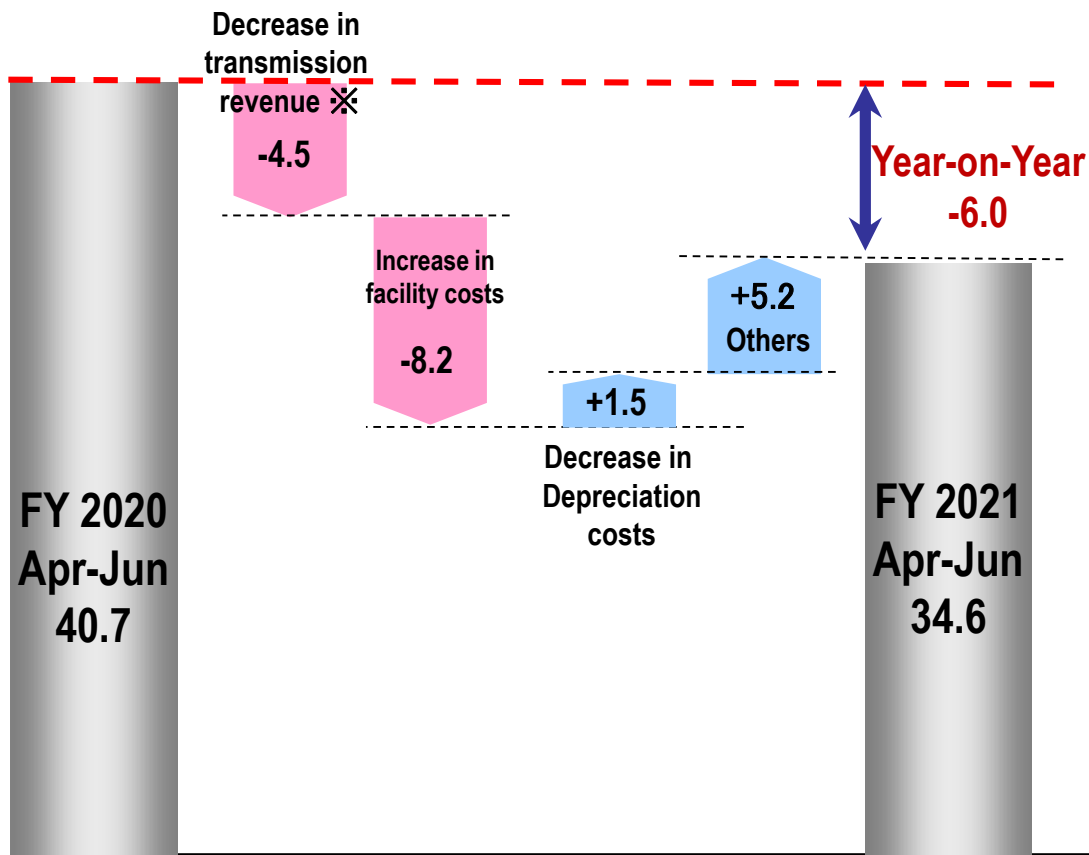 Decrease in
transmission
revenue ※
-4.5
Year-on-Year
-6.0
Increase in
facility costs
-8.2
+5.2
Others
+1.5
Decrease in
Depreciation
costs
FY 2020
Apr-Jun
40.7
FY 2021
Apr-Jun
34.6